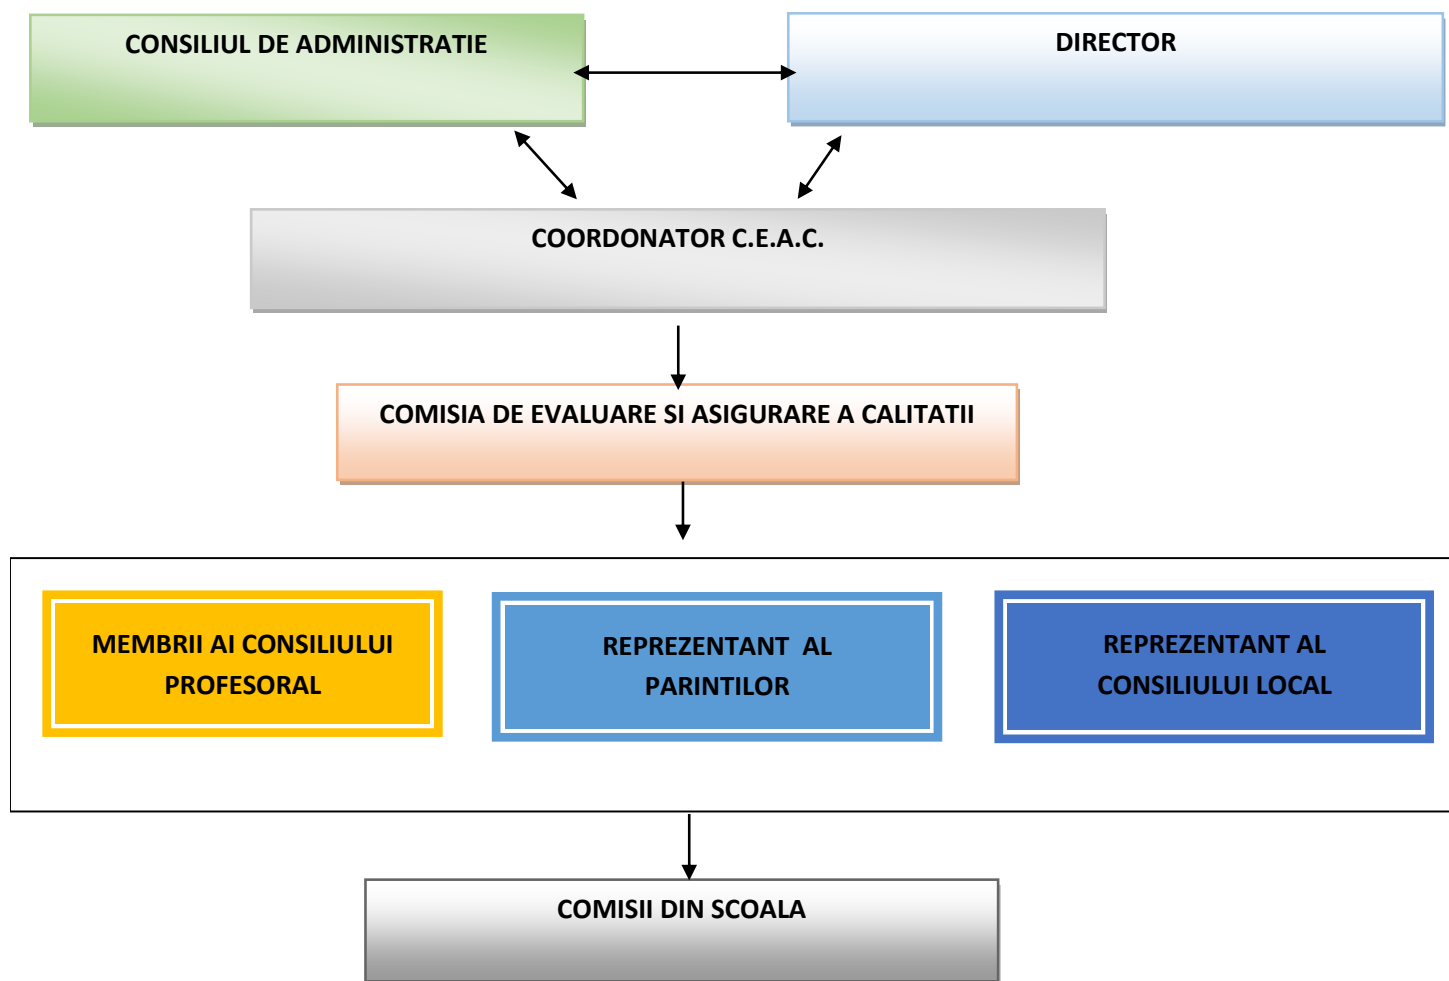 CONSILIUL DE ADMINISTRATIE
DIRECTOR
COORDONATOR C.E.A.C.
COMISIA DE EVALUARE SI ASIGURARE A CALITATII
MEMBRII AI CONSILIULUI
PROFESORAL
REPREZENTANT AL
PARINTILOR
REPREZENTANT AL
CONSILIULUI LOCAL
COMISII DIN SCOALA